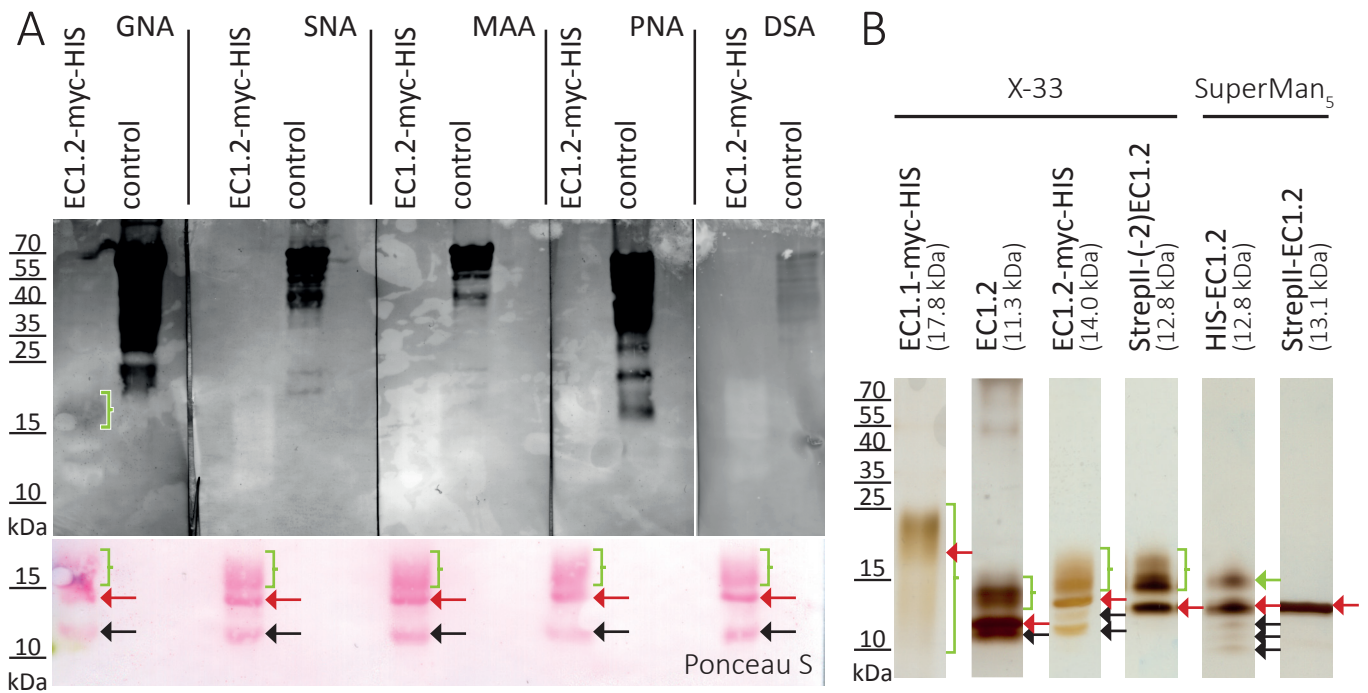 A
GNA
SNA
MAA
PNA
DSA
EC1.2-myc-HIS
control
EC1.2-myc-HIS
control
EC1.2-myc-HIS
control
EC1.2-myc-HIS
control
EC1.2-myc-HIS
control
70
55
40
35
25
15
10
kDa
15
10
kDa
Ponceau S
B
X-33
SuperMan5
EC1.1-myc-HIS
(17.8 kDa)
EC1.2
(11.3 kDa)
EC1.2-myc-HIS
(14.0 kDa)
StrepII-(-2)EC1.2
(12.8 kDa)
HIS-EC1.2
(12.8 kDa)
StrepII-EC1.2
(13.1 kDa)
70
55
40
35
25
15
10
kDa